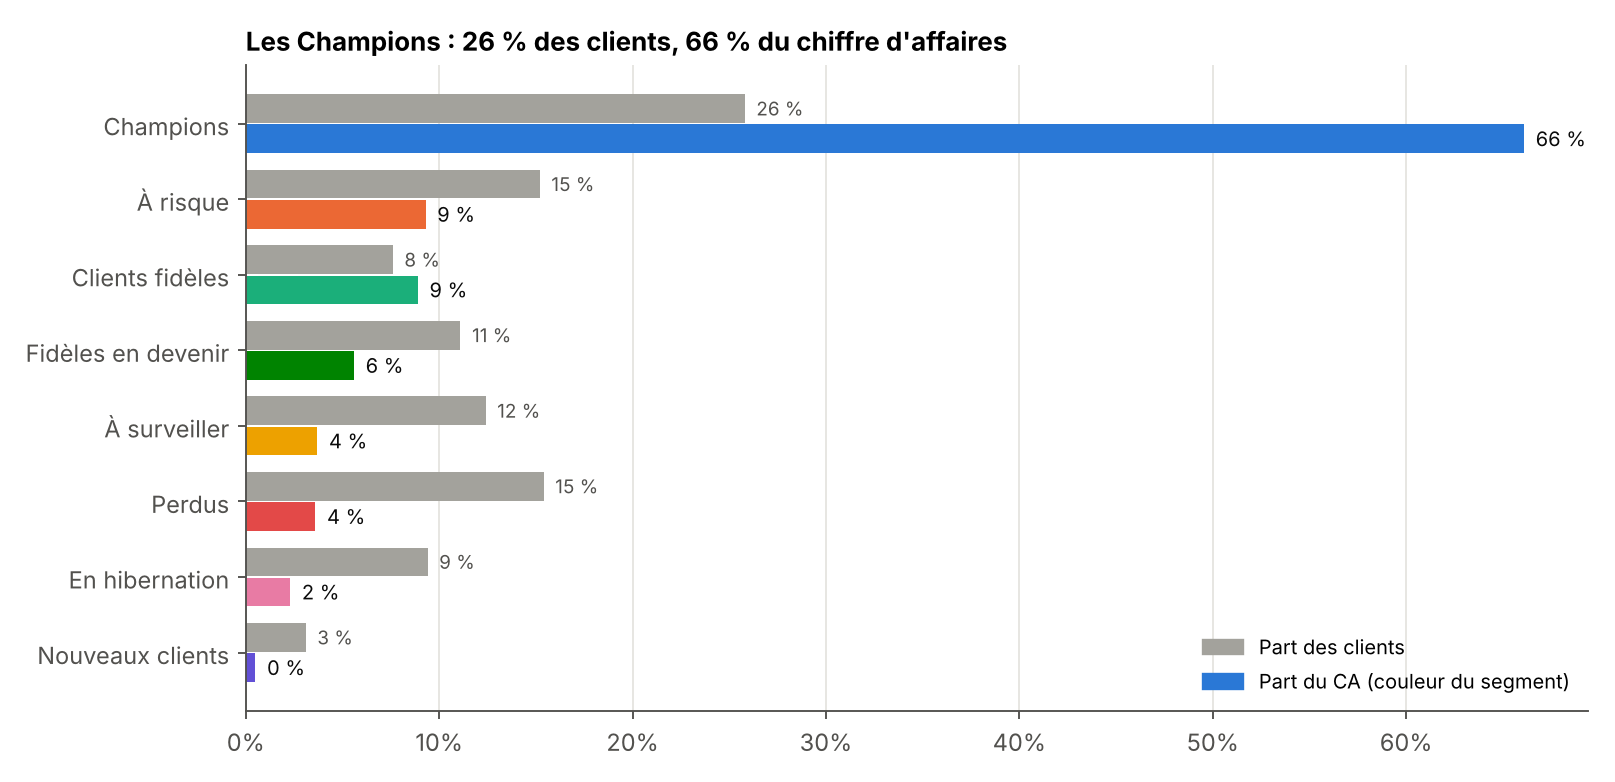 Les Champions : 26 % des clients, 66 % du chiffre d'affaires
Champions
26 %
66 %
À risque
15 %
9 %
Clients fidèles
8 %
9 %
Fidèles en devenir
11 %
6 %
À surveiller
12 %
4 %
Perdus
15 %
4 %
En hibernation
9 %
2 %
Nouveaux clients
3 %
0 %
Part des clients
Part du CA (couleur du segment)
0% 10% 20% 30% 40% 50% 60%